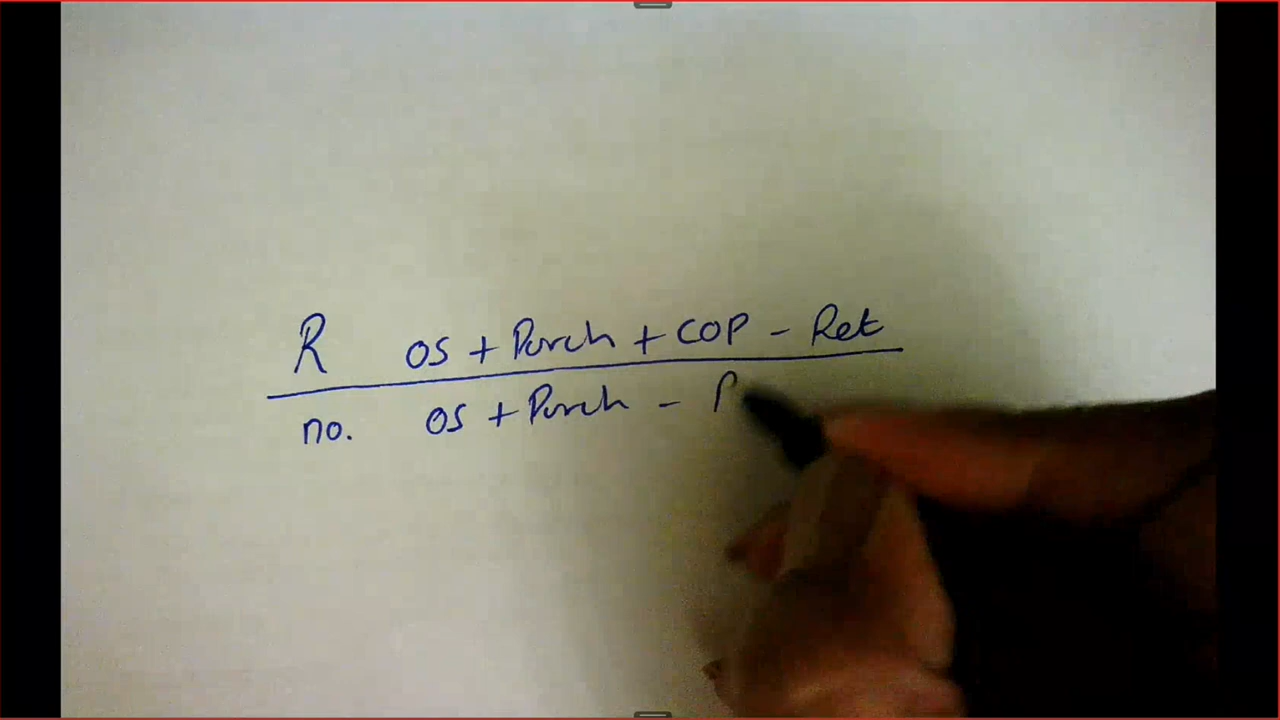 R OS + Purch + COP - Ret
no. OS + Purch -